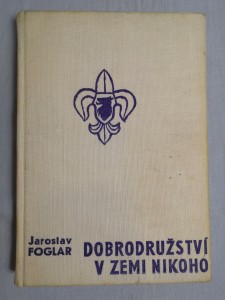 Jaroslav
FOGLAR
DOBRODRUŽSTVÍ
V ZEMI NIKOHO